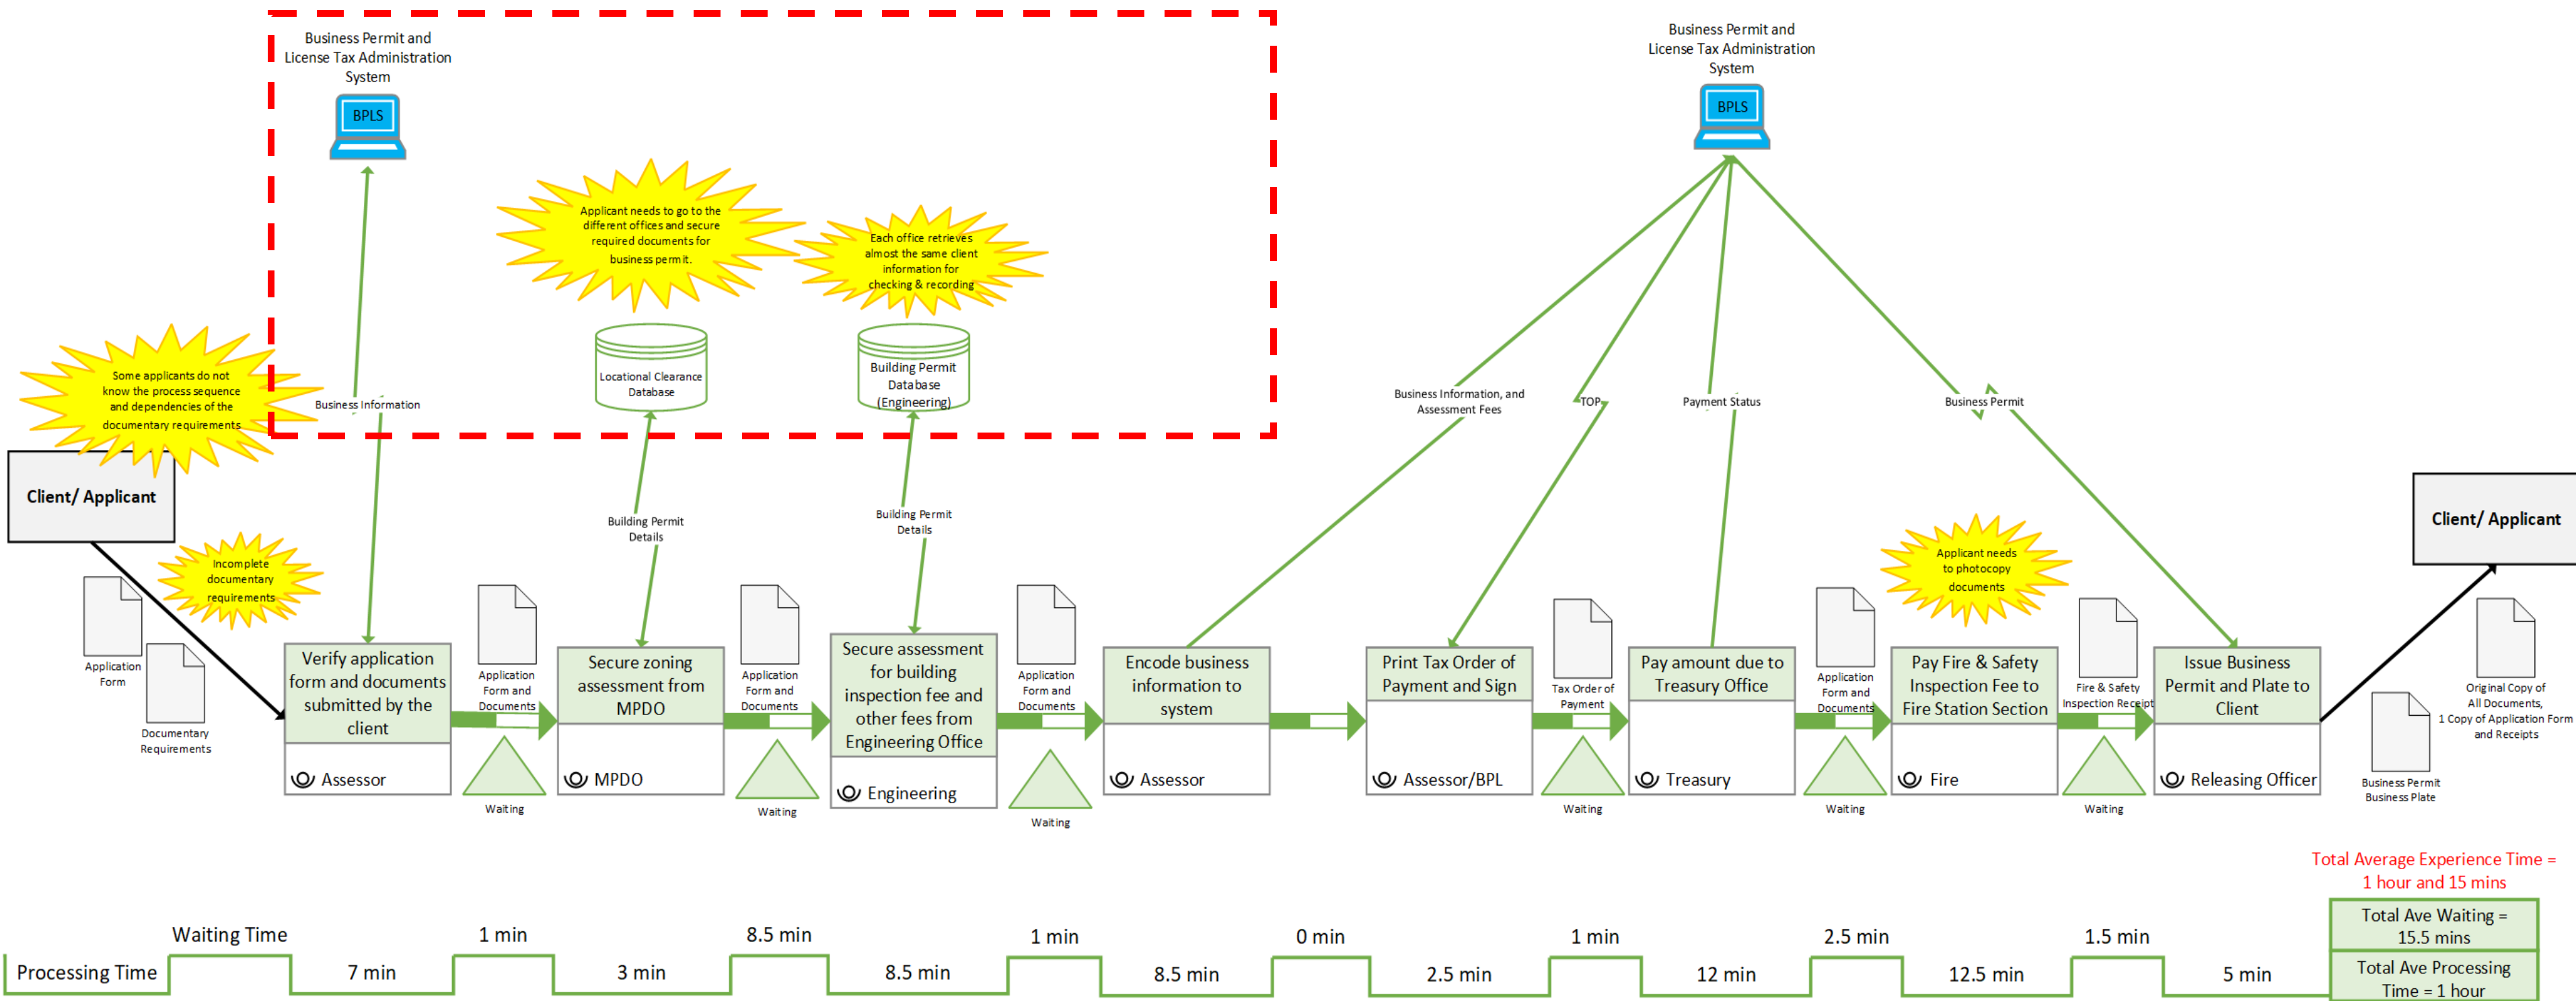 Business Permit and
License Tax Administration
System
BPLS
Business Permit and
License Tax Administration
System
BPLS
Applicant needs to go to the
different offices and secure
required documents for
business permit.
Each office retrieves
almost the same client
information for
checking & recording
Some applicants do not
know the process sequence
and dependencies of the
documentary requirements
Business Information
Locational Clearance
Database
Building Permit
Database
(Engineering)
Business Information, and
Assessment Fees
TOP
Payment Status
Business Permit
Client/ Applicant
Incomplete
documentary
requirements
Building Permit
Details
Building Permit
Details
Applicant needs
to photocopy
documents
Client/ Applicant
Application
Form
Documentary
Requirements
Verify application
form and documents
submitted by the
client
Assessor
Application
Form and
Documents
Waiting
Secure zoning
assessment from
MPDO
MPDO
Application
Form and
Documents
Waiting
Secure assessment
for building
inspection fee and
other fees from
Engineering Office
Engineering
Application
Form and
Documents
Waiting
Encode business
information to
system
Assessor
Print Tax Order of
Payment and Sign
Assessor/BPL
Tax Order of
Payment
Waiting
Pay amount due to
Treasury Office
Treasury
Application
Form and
Documents
Waiting
Pay Fire & Safety
Inspection Fee to
Fire Station Section
Fire
Fire & Safety
Inspection Receipt
Waiting
Issue Business
Permit and Plate to
Client
Releasing Officer
Business Permit
Business Plate
Original Copy of
All Documents,
1 Copy of Application Form
and Receipts
Total Average Experience Time =
1 hour and 15 mins
Waiting Time
1 min
8.5 min
1 min
0 min
1 min
2.5 min
1.5 min
Total Ave Waiting =
15.5 mins
Processing Time
7 min
3 min
8.5 min
8.5 min
2.5 min
12 min
12.5 min
5 min
Total Ave Processing
Time = 1 hour